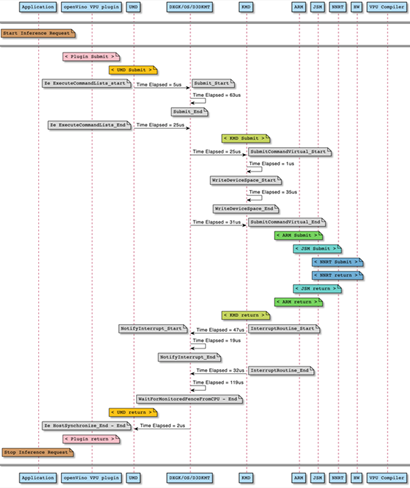 Application openVino VPU plugin UMD DXGK/OS/D3DKMT KMD ARM JSM NNRT HW VPU Compiler
Start Inference Request
< Plugin Submit >
< UMD Submit >
Ze ExecuteCommandLists_start Time Elapsed = 5us Submit_Start
Time Elapsed = 63us
Submit_End
Ze ExecuteCommandLists_End Time Elapsed = 25us
< KMD Submit >
Time Elapsed = 25us SubmitCommandVirtual_Start
Time Elapsed = 1us
WriteDeviceSpace_Start
Time Elapsed = 35us
WriteDeviceSpace_End
Time Elapsed = 31us SubmitCommandVirtual_End
< ARM Submit >
< JSM Submit >
< NNRT Submit >
< NNRT return >
< JSM return >
< ARM return >
< KMD return >
NotifyInterrupt_Start Time Elapsed = 47us InterruptRoutine_Start
Time Elapsed = 19us
NotifyInterrupt_End
Time Elapsed = 32us InterruptRoutine_End
Time Elapsed = 119us
WaitForMonitoredFenceFromCPU - End
< UMD return >
Ze HostSynchronize_End - End Time Elapsed = 2us
< Plugin return >
Stop Inference Request
Application openVino VPU plugin UMD DXGK/OS/D3DKMT KMD ARM JSM NNRT HW VPU Compiler